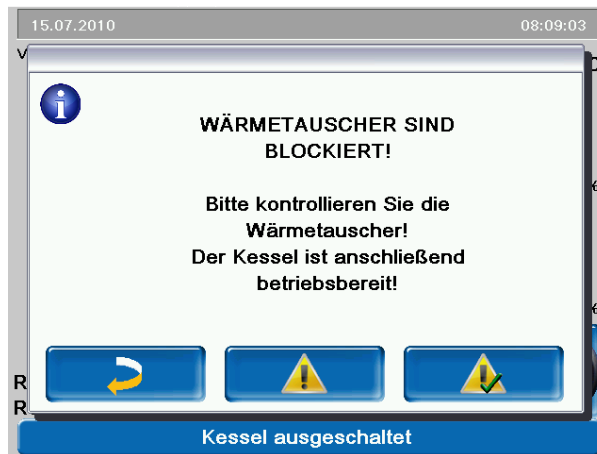 15.07.2010 08:09:03
V
WÄRMETAUSCHER SIND
BLOCKIERT!
Bitte kontrollieren Sie die
Wärmetauscher!
Der Kessel ist anschließend
betriebsbereit!
R
R
Kessel ausgeschaltet